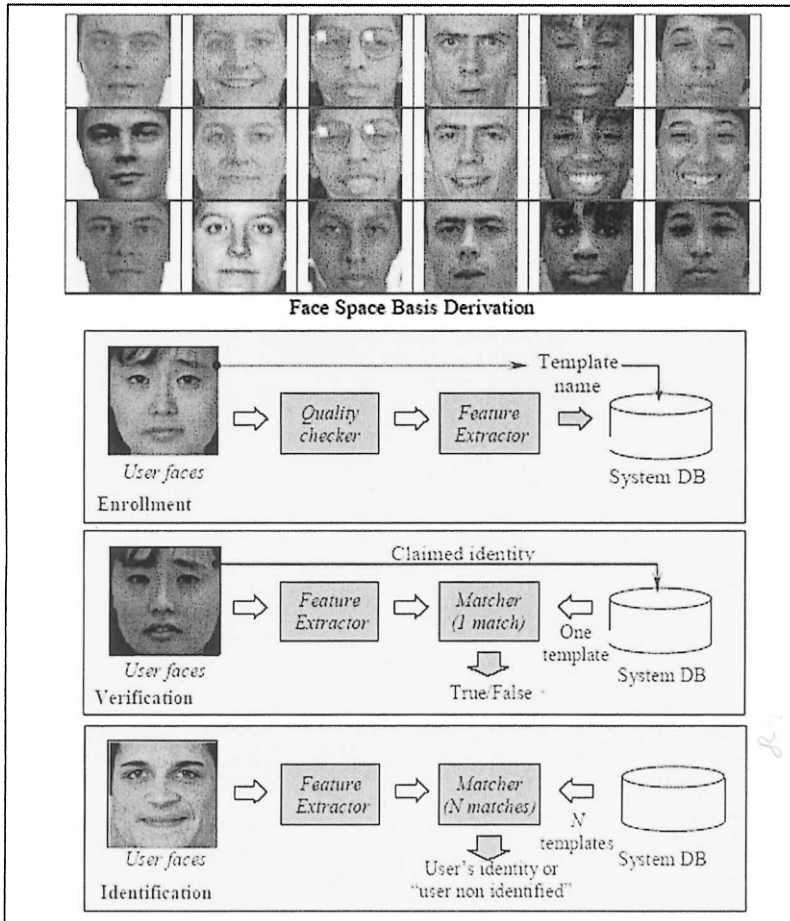 Face Space Basis Derivation
Template
name
Quality
checker
Feature
Extractor
User faces
System DB
Enrollment
Claimed identity
Feature
Extractor
Matcher
(1 match)
One
template
User faces
True/False
System DB
Verification
Feature
Extractor
Matcher
(N matches)
N
templates
User faces
System DB
User's identity or
"user non identified"
Identification